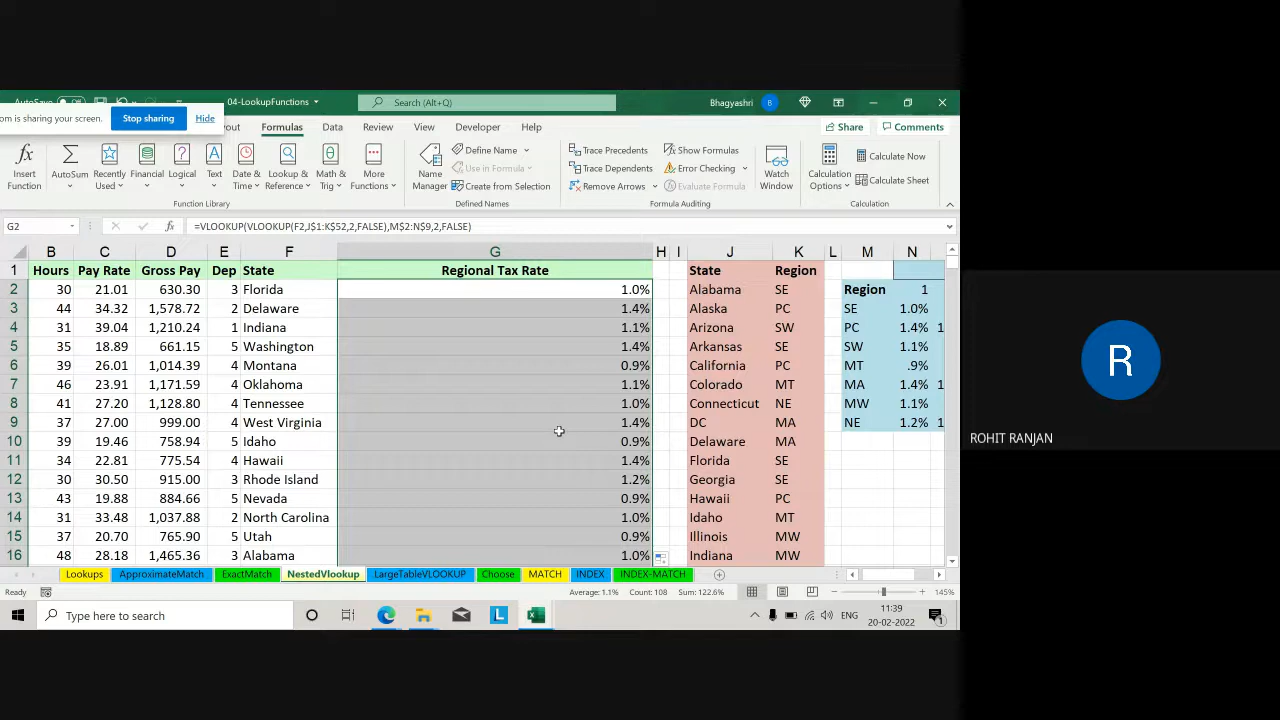 AutoSave
04-LookupFunctions
Search (Alt+Q)
Bhagyashri B
om is sharing your screen. Stop sharing Hide
out Formulas Data Review View Developer Help
Share Comments
Insert Function
AutoSum
Recently Used
Financial
Logical
Text
Date & Time
Lookup & Reference
Math & Trig
More Functions
Function Library
Name Manager
Define Name
Use in Formula
Create from Selection
Defined Names
Trace Precedents
Trace Dependents
Remove Arrows
Show Formulas
Error Checking
Evaluate Formula
Formula Auditing
Watch Window
Calculation Options
Calculate Now
Calculate Sheet
Calculation
G2 fx =VLOOKUP(VLOOKUP(F2,J$1:K$52,2,FALSE),M$2:N$9,2,FALSE)
B C D E F G H I J K L M N
1 Hours Pay Rate Gross Pay Dep State Regional Tax Rate State Region
2 30 21.01 630.30 3 Florida 1.0% Alabama SE Region 1
3 44 34.32 1,578.72 2 Delaware 1.4% Alaska PC SE 1.0%
4 31 39.04 1,210.24 1 Indiana 1.1% Arizona SW PC 1.4% 1
5 35 18.89 661.15 5 Washington 1.4% Arkansas SE SW 1.1%
6 39 26.01 1,014.39 4 Montana 0.9% California PC MT .9%
7 46 23.91 1,171.59 4 Oklahoma 1.1% Colorado MT MA 1.4% 1
8 41 27.20 1,128.80 4 Tennessee 1.0% Connecticut NE MW 1.1%
9 37 27.00 999.00 4 West Virginia 1.4% DC MA NE 1.2% 1
10 39 19.46 758.94 5 Idaho 0.9% Delaware MA
11 34 22.81 775.54 4 Hawaii 1.4% Florida SE
12 30 30.50 915.00 3 Rhode Island 1.2% Georgia SE
13 43 19.88 884.66 5 Nevada 0.9% Hawaii PC
14 31 33.48 1,037.88 2 North Carolina 1.0% Idaho MT
15 37 20.70 765.90 5 Utah 0.9% Illinois MW
16 48 28.18 1,465.36 3 Alabama 1.0% Indiana MW
Lookups ApproximateMatch ExactMatch NestedVlookup LargeTableVLOOKUP Choose MATCH INDEX INDEX-MATCH
Ready Average: 1.1% Count: 108 Sum: 122.6% 145%
Type here to search
L
ENG
11:39
20-02-2022
1
R
ROHIT RANJAN